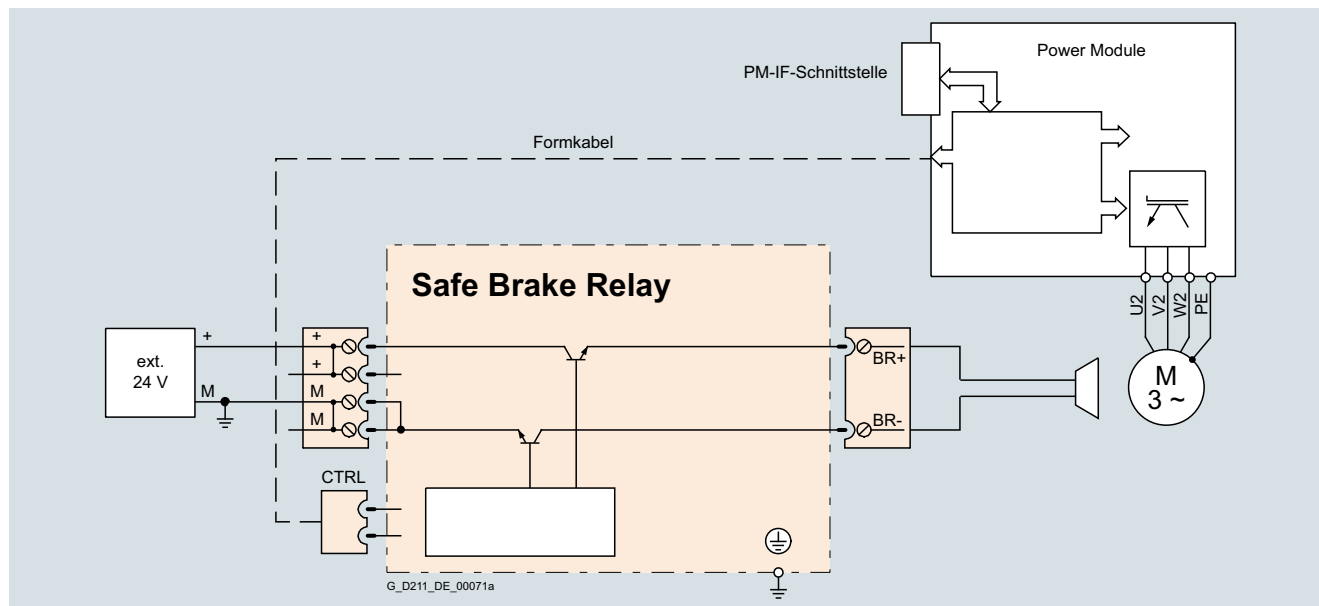 Power Module
PM-IF-Schnittstelle
Formkabel
U2
V2
W2
PE
Safe Brake Relay
ext.
24 V
+
M
+
+
M
M
BR+
BR-
M
3 ~
CTRL
G_D211_DE_00071a